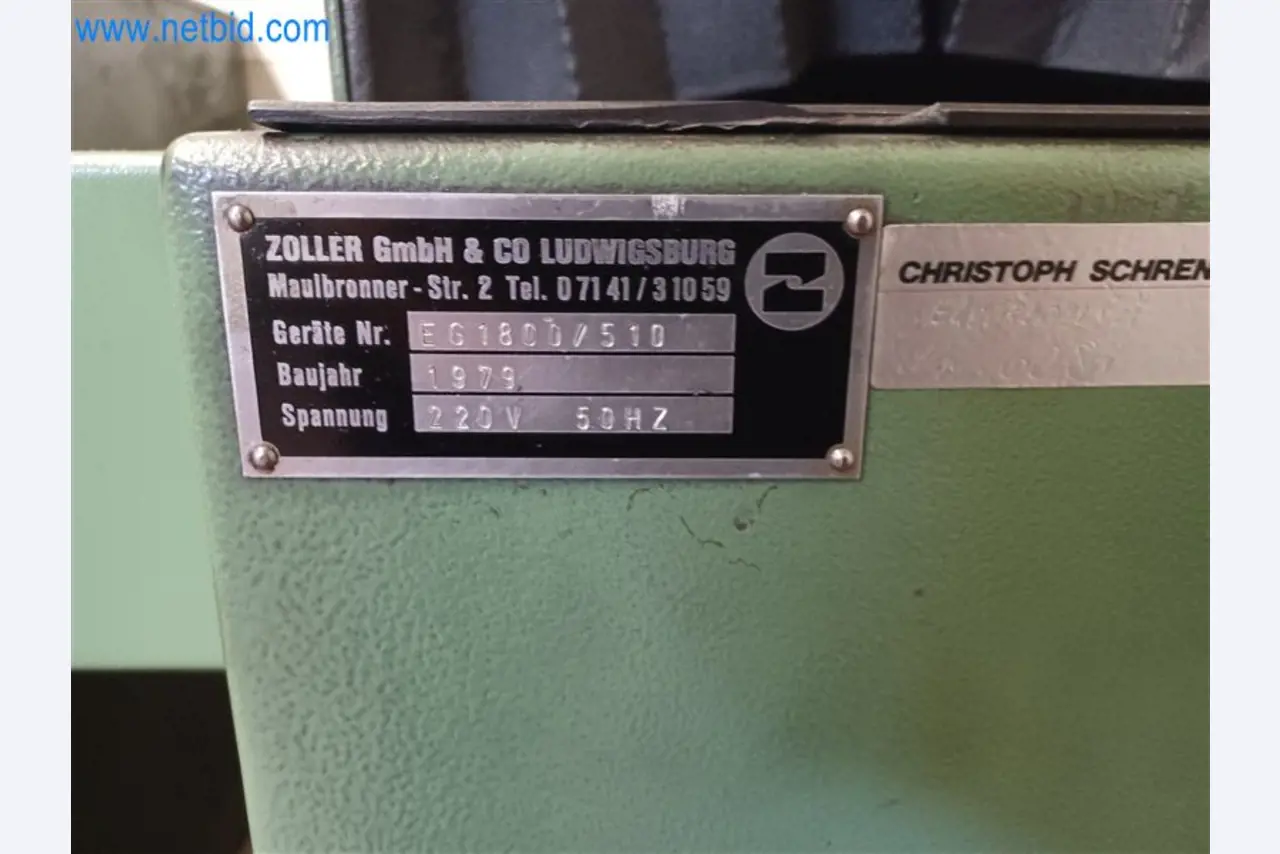 www.netbid.com
ZOLLER GmbH & CO LUDWIGSBURG
Maulbronner-Str. 2 Tel. 07141/31059
Geräte Nr. EG1800/510
Baujahr 1979
Spannung 220V 50HZ
CHRISTOPH SCHREN